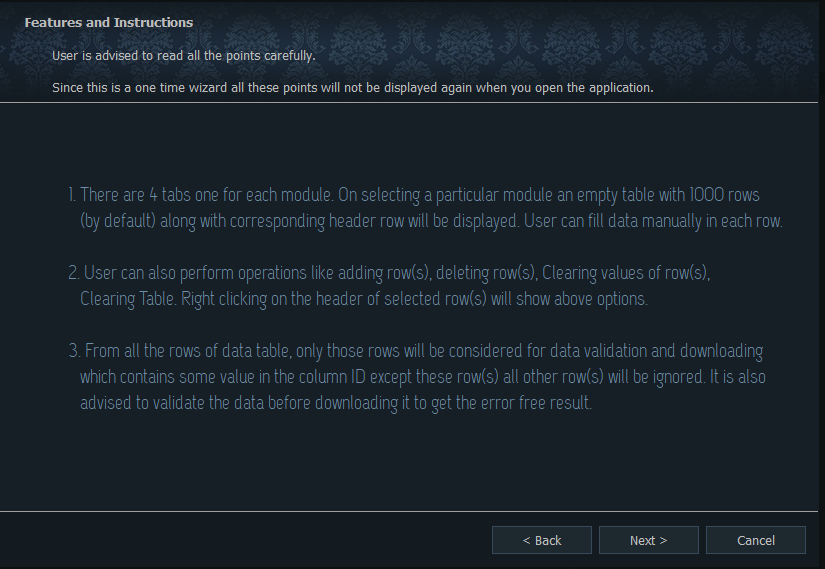 Features and Instructions
User is advised to read all the points carefully.
Since this is a one time wizard all these points will not be displayed again when you open the application.
1. There are 4 tabs one for each module. On selecting a particular module an empty table with 1000 rows
(by default) along with corresponding header row will be displayed. User can fill data manually in each row.
2. User can also perform operations like adding row(s), deleting row(s), Clearing values of row(s),
Clearing Table. Right clicking on the header of selected row(s) will show above options.
3. From all the rows of data table, only those rows will be considered for data validation and downloading
which contains some value in the column ID except these row(s) all other row(s) will be ignored. It is also
advised to validate the data before downloading it to get the error free result.
< Back
Next >
Cancel